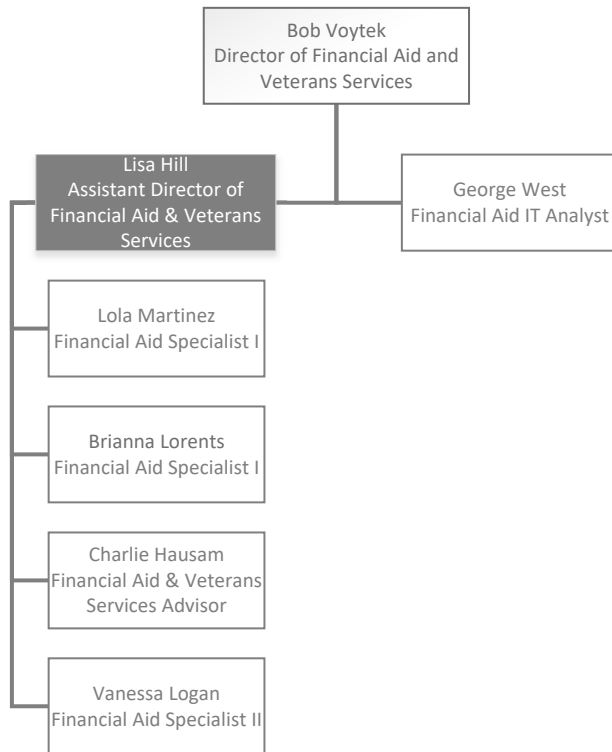 Bob Voytek
Director of Financial Aid and
Veterans Services
Lisa Hill
Assistant Director of
Financial Aid & Veterans
Services
George West
Financial Aid IT Analyst
Lola Martinez
Financial Aid Specialist I
Brianna Lorents
Financial Aid Specialist I
Charlie Hausam
Financial Aid & Veterans
Services Advisor
Vanessa Logan
Financial Aid Specialist II